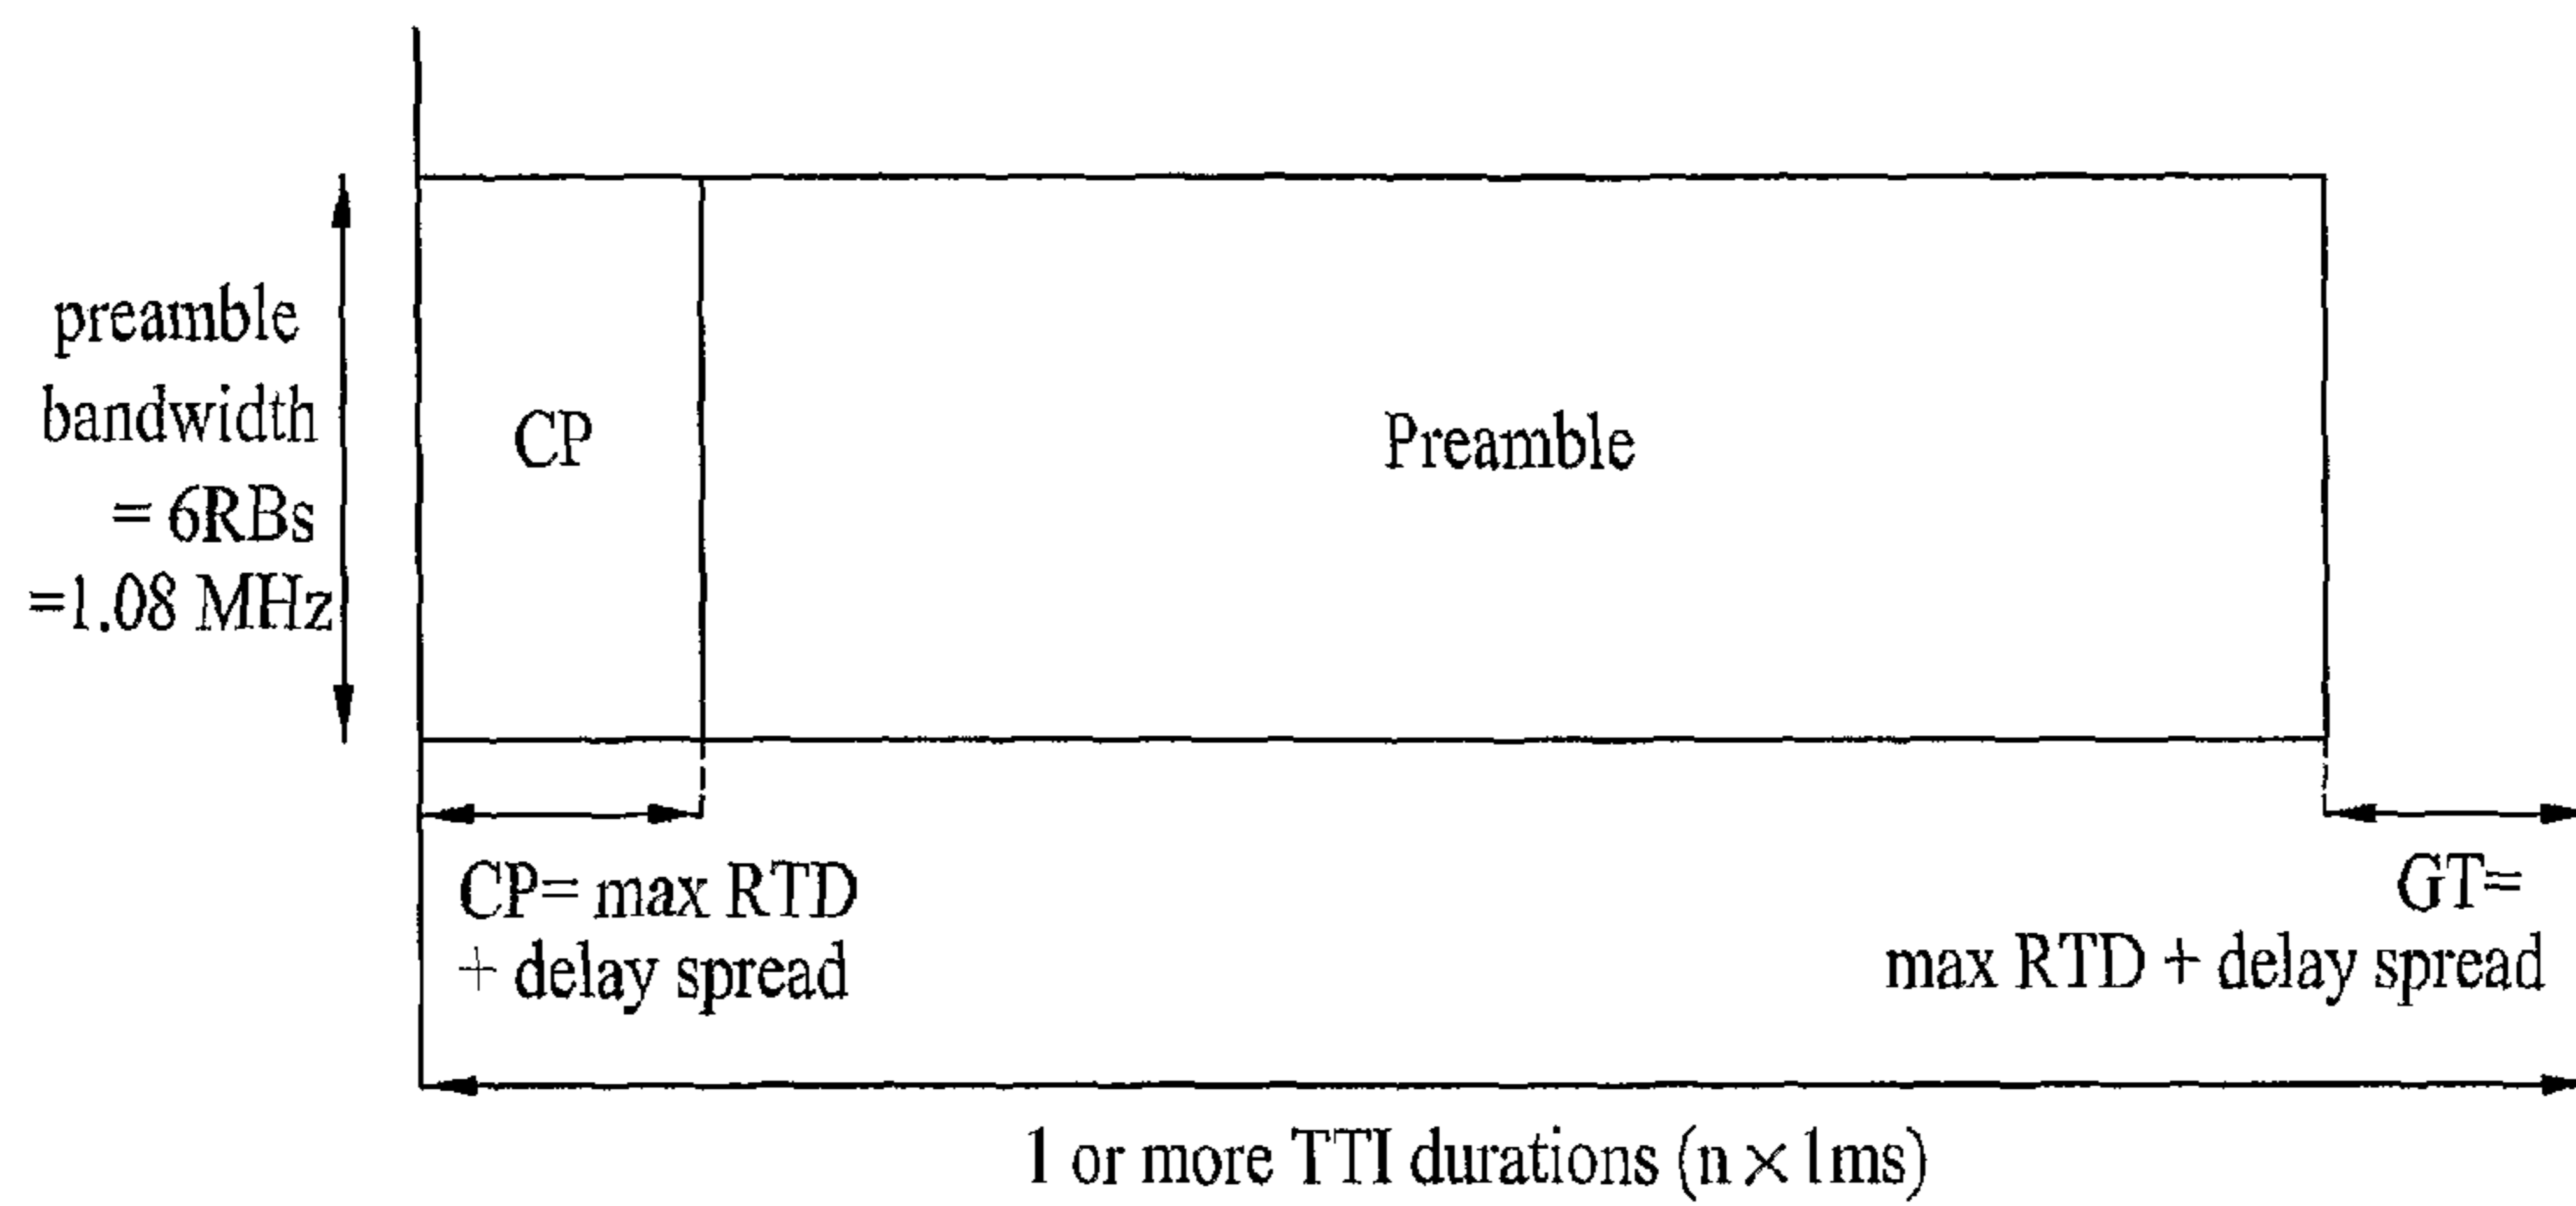 preamble
bandwidth
= 6RBs
=1.08 MHz
CP
Preamble
CP= max RTD
+ delay spread
GT=
max RTD + delay spread
1 or more TTI durations (n × 1ms)